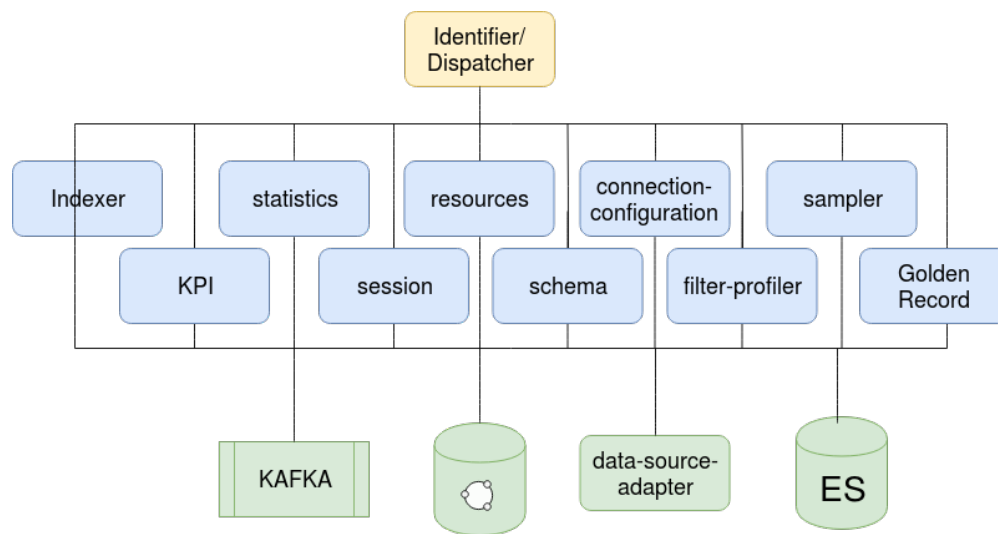 Identifier/
Dispatcher
Indexer
statistics
resources
connection-
configuration
sampler
KPI
session
schema
filter-profiler
Golden
Record
KAFKA
data-source-
adapter
ES